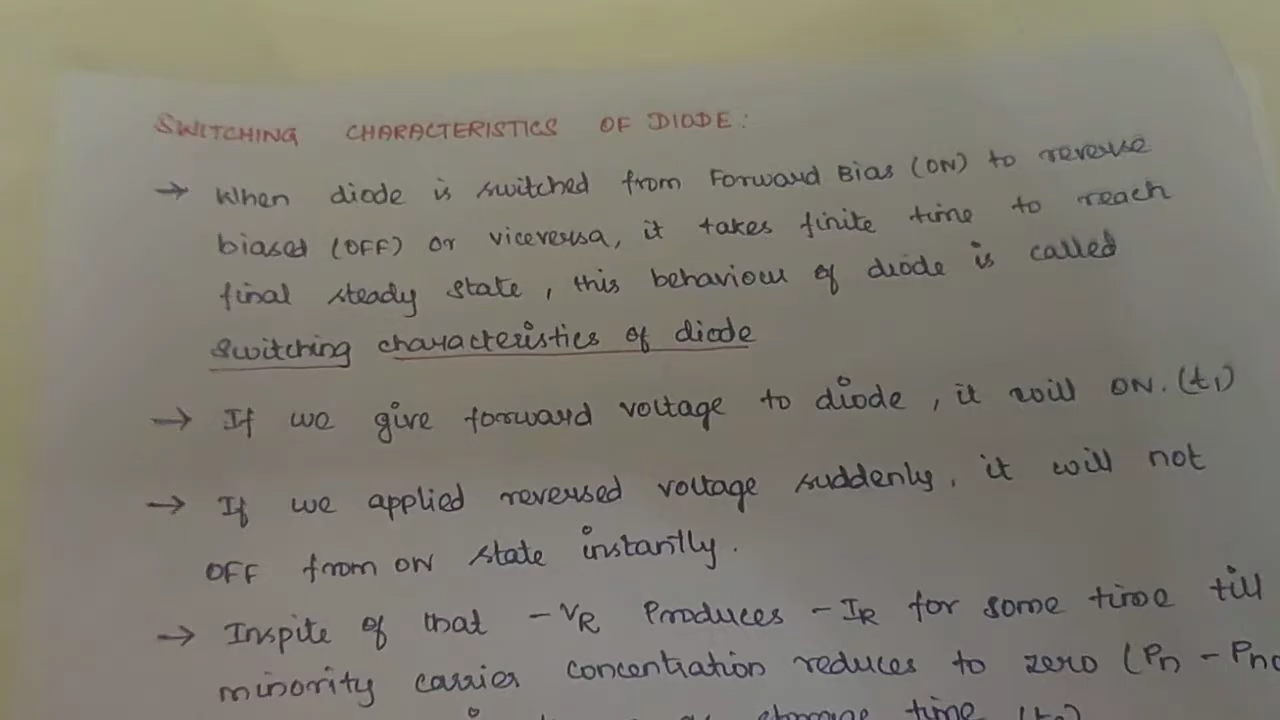 SWITCHING CHARACTERISTICS OF DIODE:
→ When diode is switched from Forward Bias (ON) to reverse
biased (OFF) or viceversa, it takes finite time to reach
final steady state, this behaviour of diode is called
Switching characteristics of diode
→ If we give forward voltage to diode, it will ON. (t1)
→ If we applied reversed voltage suddenly, it will not
OFF from ON state instantly.
→ Inspite of that -VR Produces -IR for some time till
minority carrier concentration reduces to zero (Pn - Pno
storage time